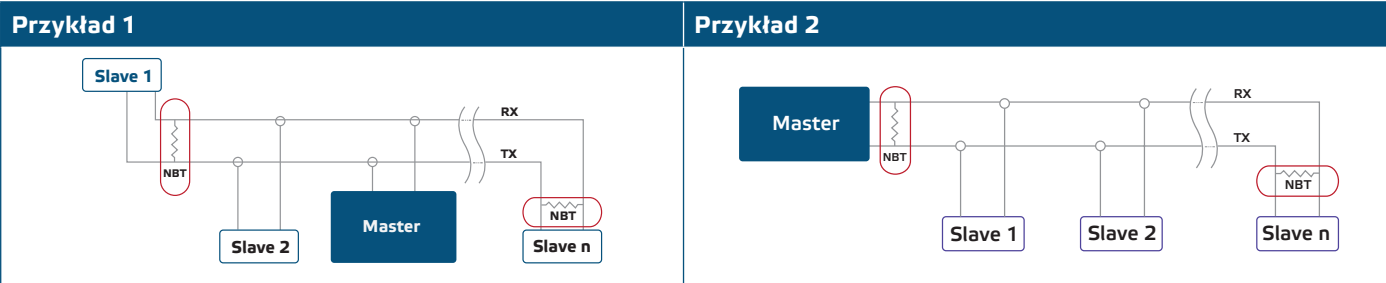 Przykład 1
Slave 1
RX
TX
NBT
NBT
Master
Slave 2
Slave n
Przykład 2
RX
Master
TX
NBT
NBT
Slave 1
Slave 2
Slave n